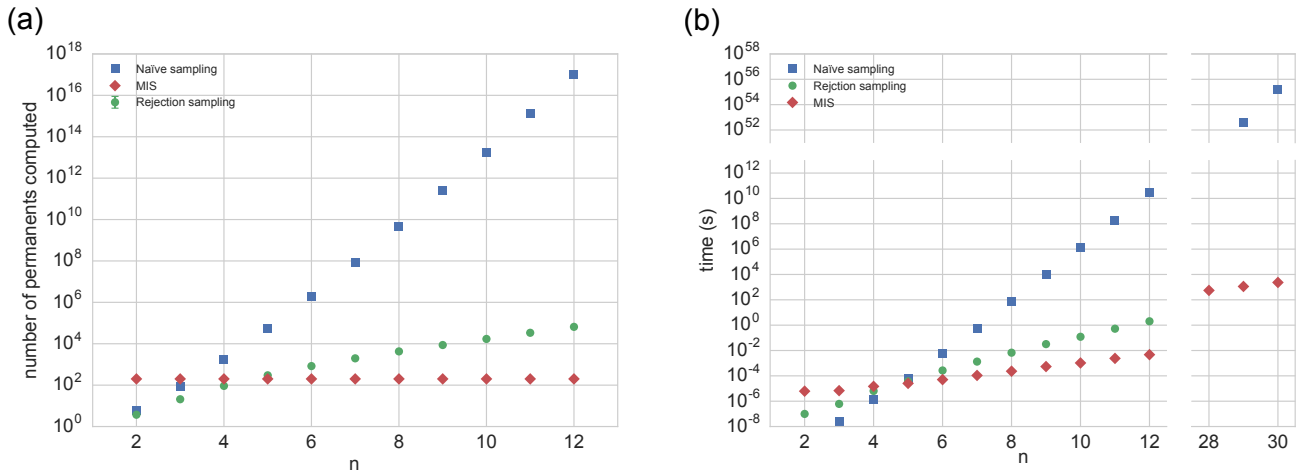 (a)
number of permanents computed
10^18
10^16
10^14
10^12
10^10
10^8
10^6
10^4
10^2
10^0
Naïve sampling
MIS
Rejection sampling
2 4 6 8 10 12
n
(b)
time (s)
10^58
10^56
10^54
10^52
10^12
10^10
10^8
10^6
10^4
10^2
10^0
10^-2
10^-4
10^-6
10^-8
Naïve sampling
Rejction sampling
MIS
2 4 6 8 10 12 28 30
n